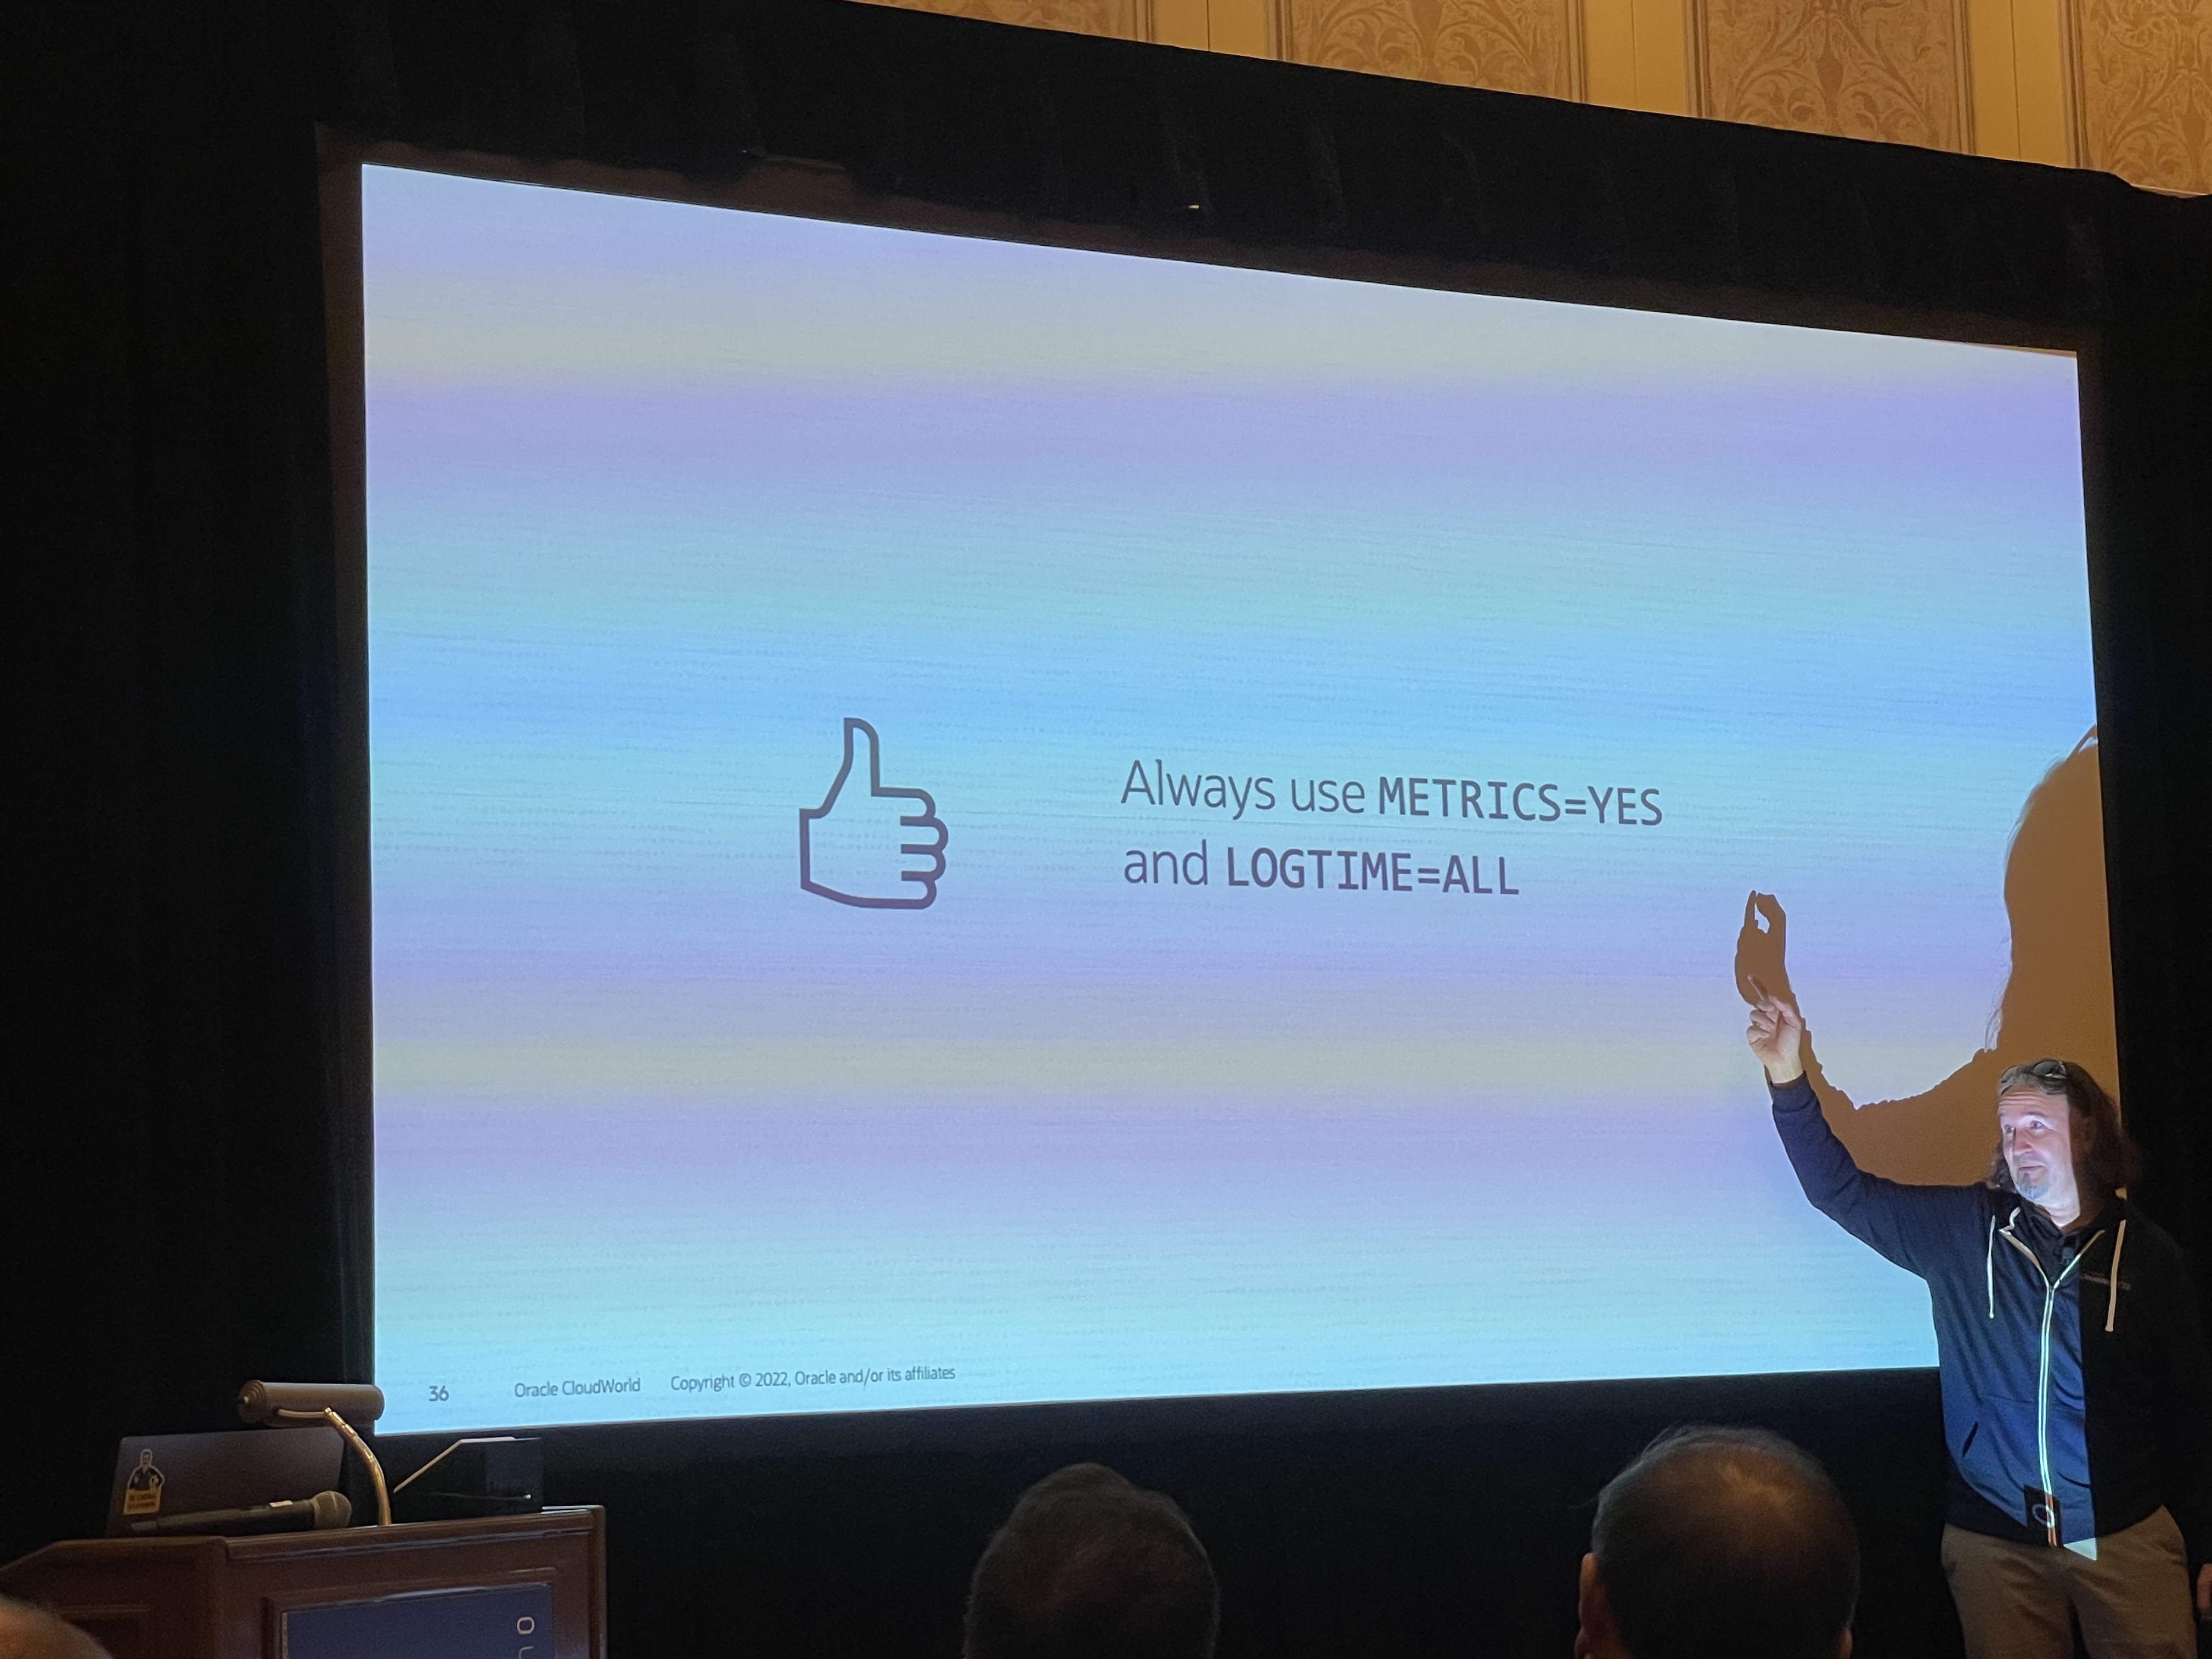 Always use METRICS=YES
and LOGTIME=ALL
36 Oracle CloudWorld Copyright © 2022, Oracle and/or its affiliates